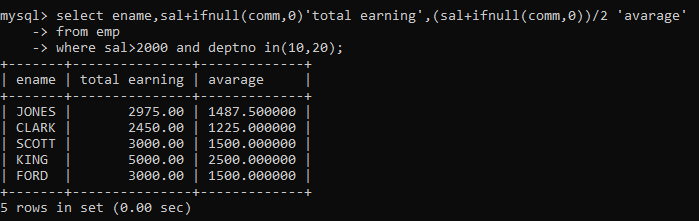 mysql> select ename,sal+ifnull(comm,0)'total earning',(sal+ifnull(comm,0))/2 'avarage'
    -> from emp
    -> where sal>2000 and deptno in(10,20);
+-------+---------------+-------------+
| ename | total earning | avarage     |
+-------+---------------+-------------+
| JONES |       2975.00 | 1487.500000 |
| CLARK |       2450.00 | 1225.000000 |
| SCOTT |       3000.00 | 1500.000000 |
| KING  |       5000.00 | 2500.000000 |
| FORD  |       3000.00 | 1500.000000 |
+-------+---------------+-------------+
5 rows in set (0.00 sec)